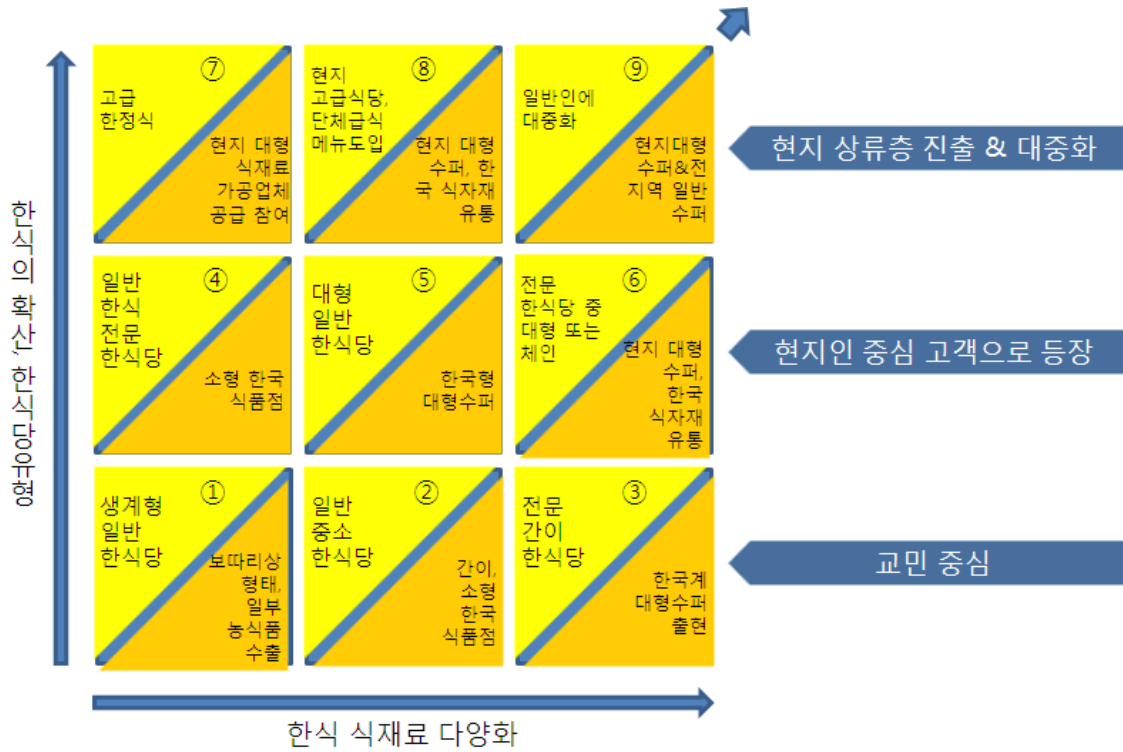 ⑦
고급
한정식
현지 대형
식재료
가공업체
공급 참여
⑧
현지
고급식당,
단체급식
메뉴도입
현지 대형
수퍼, 한
국 식자재
유통
⑨
일반인에
대중화
현지대형
수퍼&전
지역 일반
수퍼
현지 상류층 진출 & 대중화
한식의 확산, 한식당유형
④
일반
한식
전문
한식당
소형 한국
식품점
⑤
대형
일반
한식당
한국형
대형수퍼
⑥
전문
한식당 중
대형 또는
체인
현지 대형
수퍼,
한국
식자재
유통
현지인 중심 고객으로 등장
①
생계형
일반
한식당
보따리상
형태,
일부
농식품
수출
②
일반
중소
한식당
간이,
소형
한국
식품점
③
전문
간이
한식당
한국계
대형수퍼
출현
교민 중심
한식 식재료 다양화